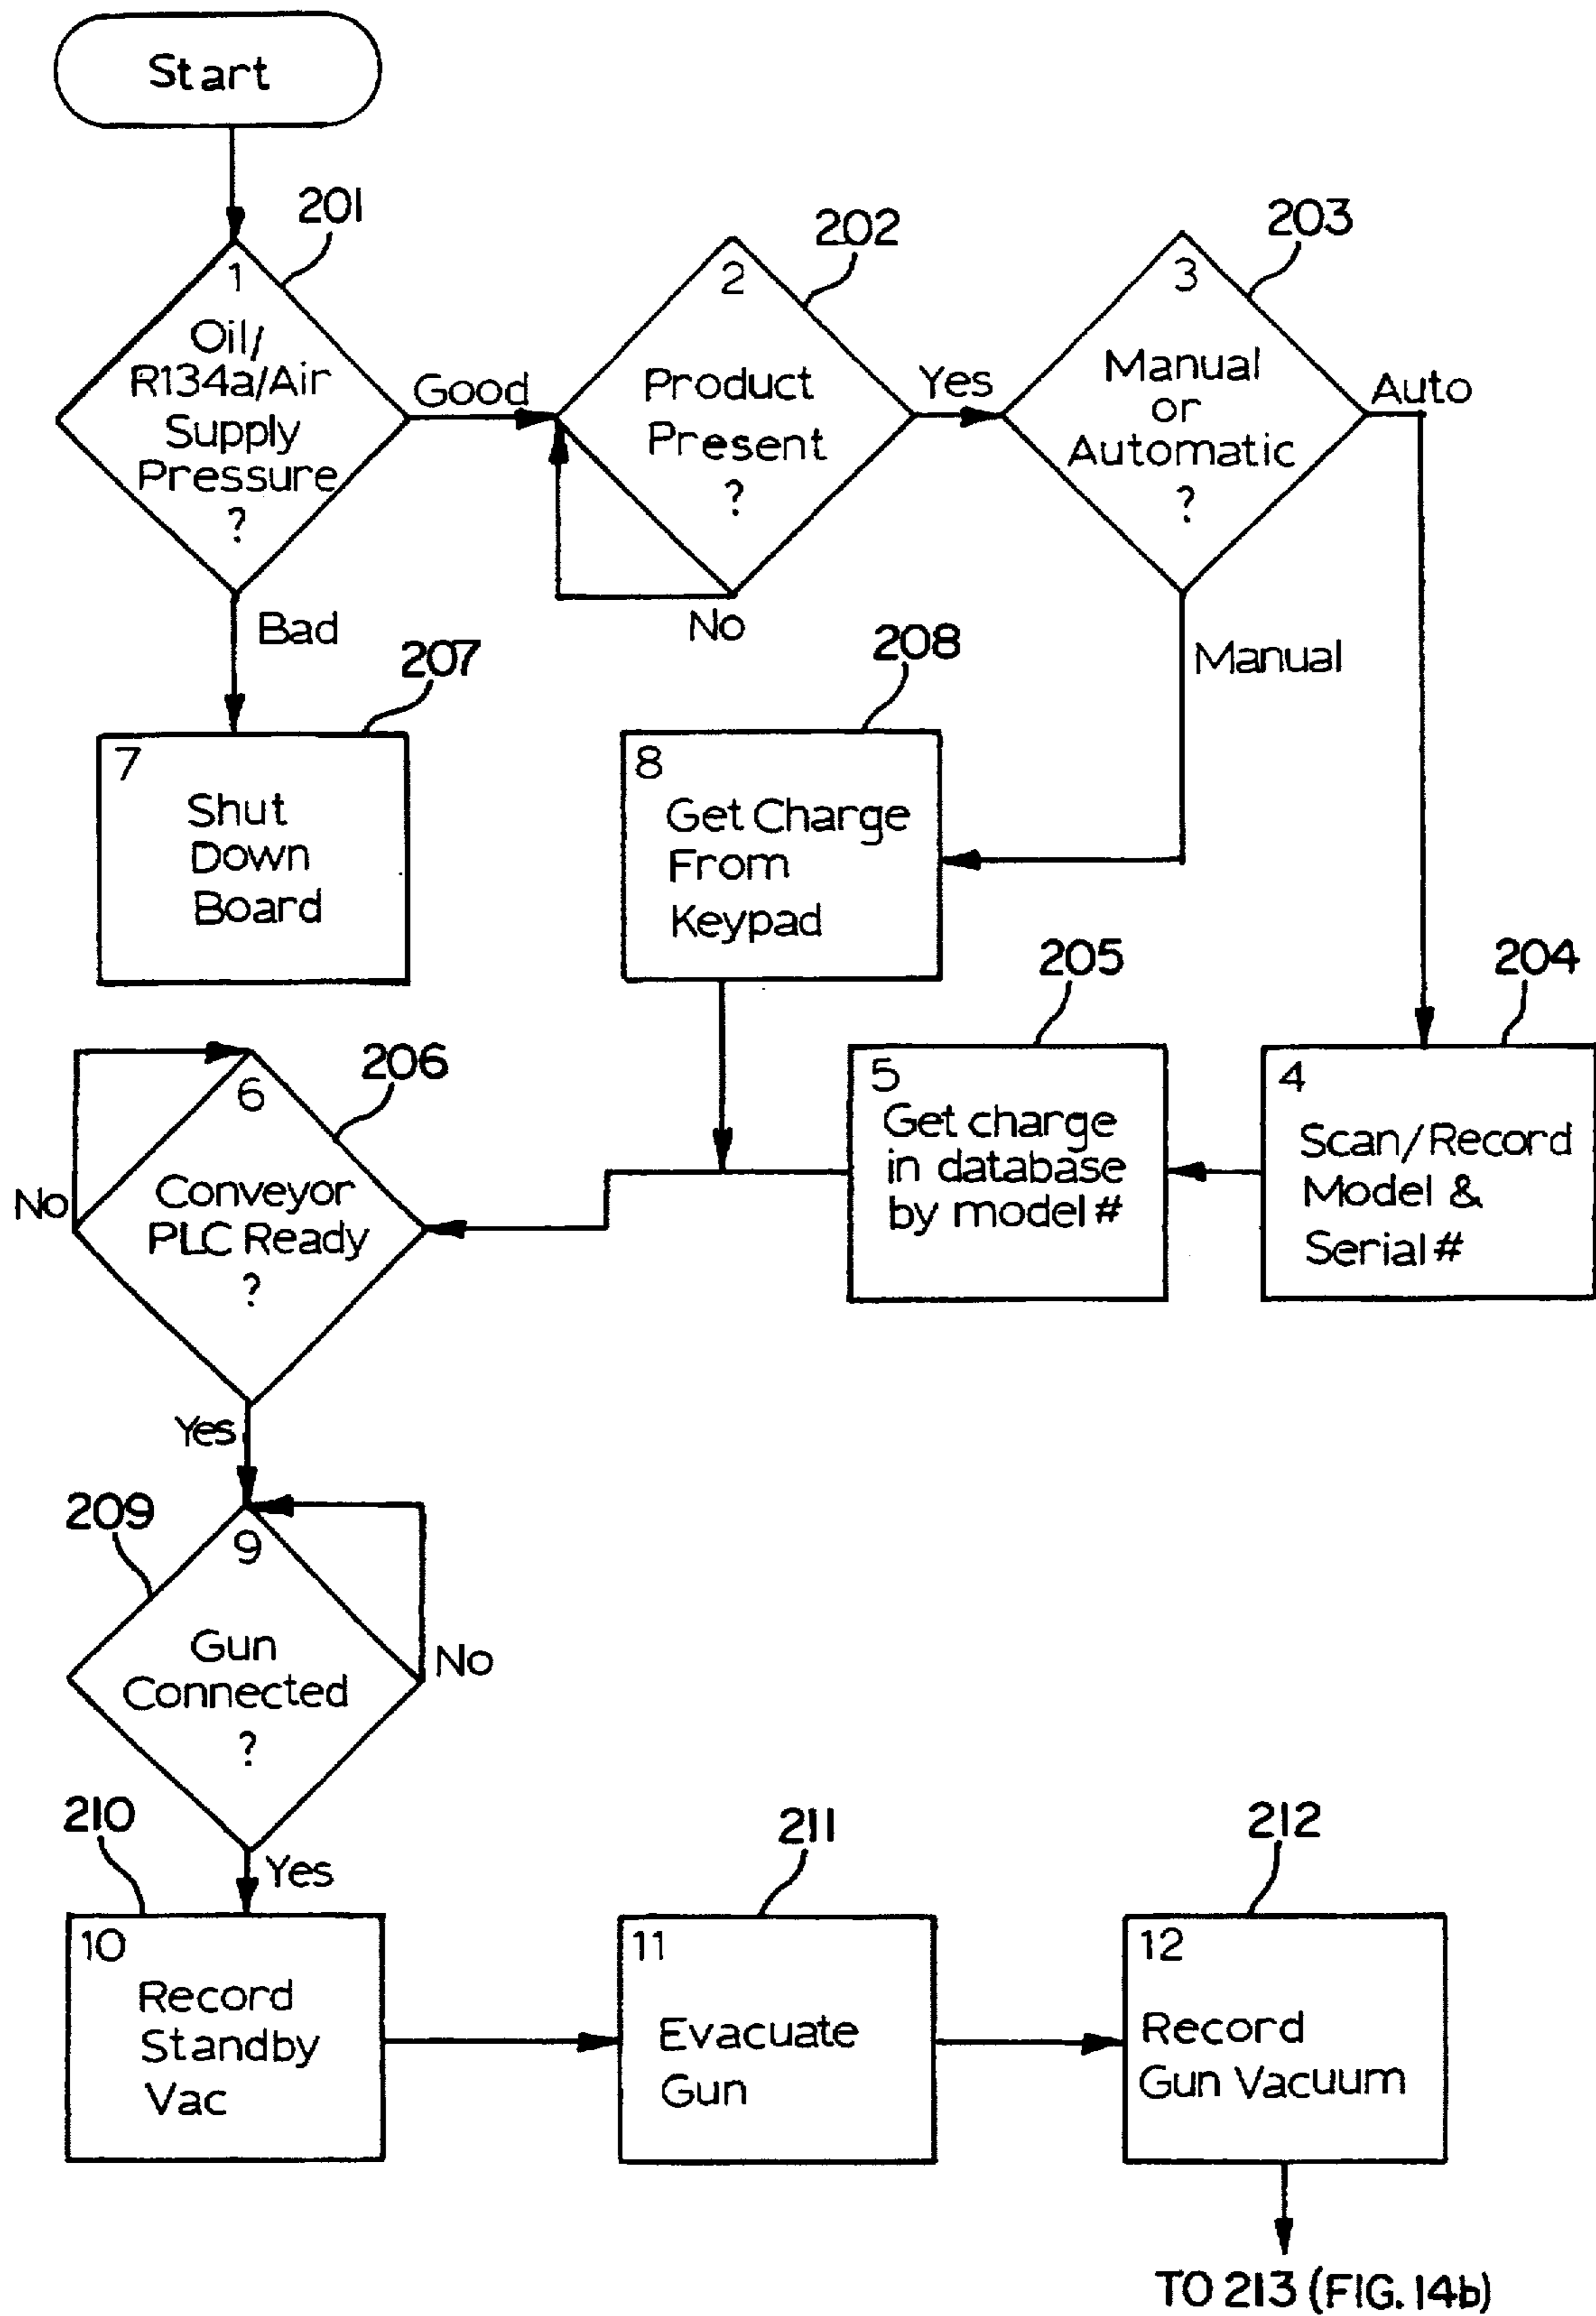 Start
201
1
Oil/
R134a/Air
Supply
Pressure
?
Good
Bad
202
2
Product
Present
?
Yes
No
203
3
Manual
or
Automatic
?
Auto
Manual
207
7
Shut
Down
Board
208
8
Get Charge
From
Keypad
204
4
Scan/Record
Model &
Serial #
205
5
Get charge
in database
by model #
206
6
Conveyor
PLC Ready
?
No
Yes
209
9
Gun
Connected
?
No
Yes
210
10
Record
Standby
Vac
211
11
Evacuate
Gun
212
12
Record
Gun Vacuum
TO 213 (FIG. 14b)